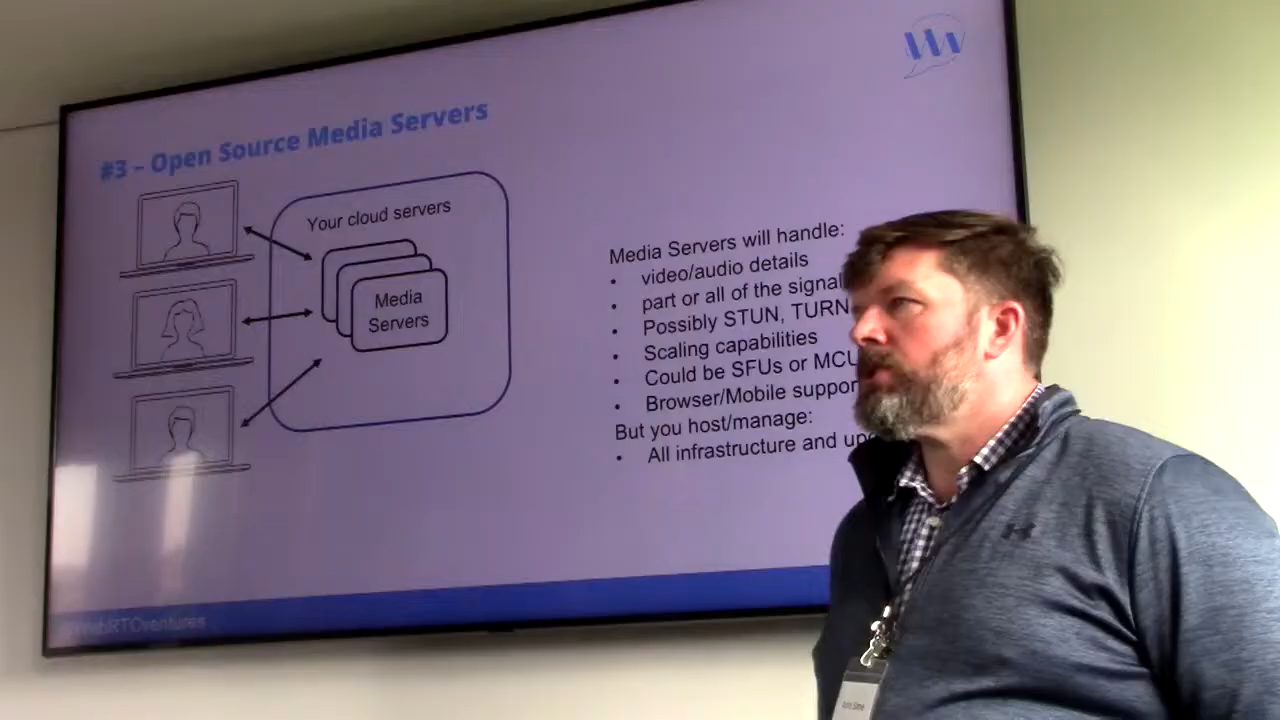 #3 – Open Source Media Servers
Your cloud servers
Media
Servers
Media Servers will handle:
• video/audio details
• part or all of the signal
• Possibly STUN, TURN
• Scaling capabilities
• Could be SFUs or MCU
• Browser/Mobile suppor
But you host/manage:
• All infrastructure and